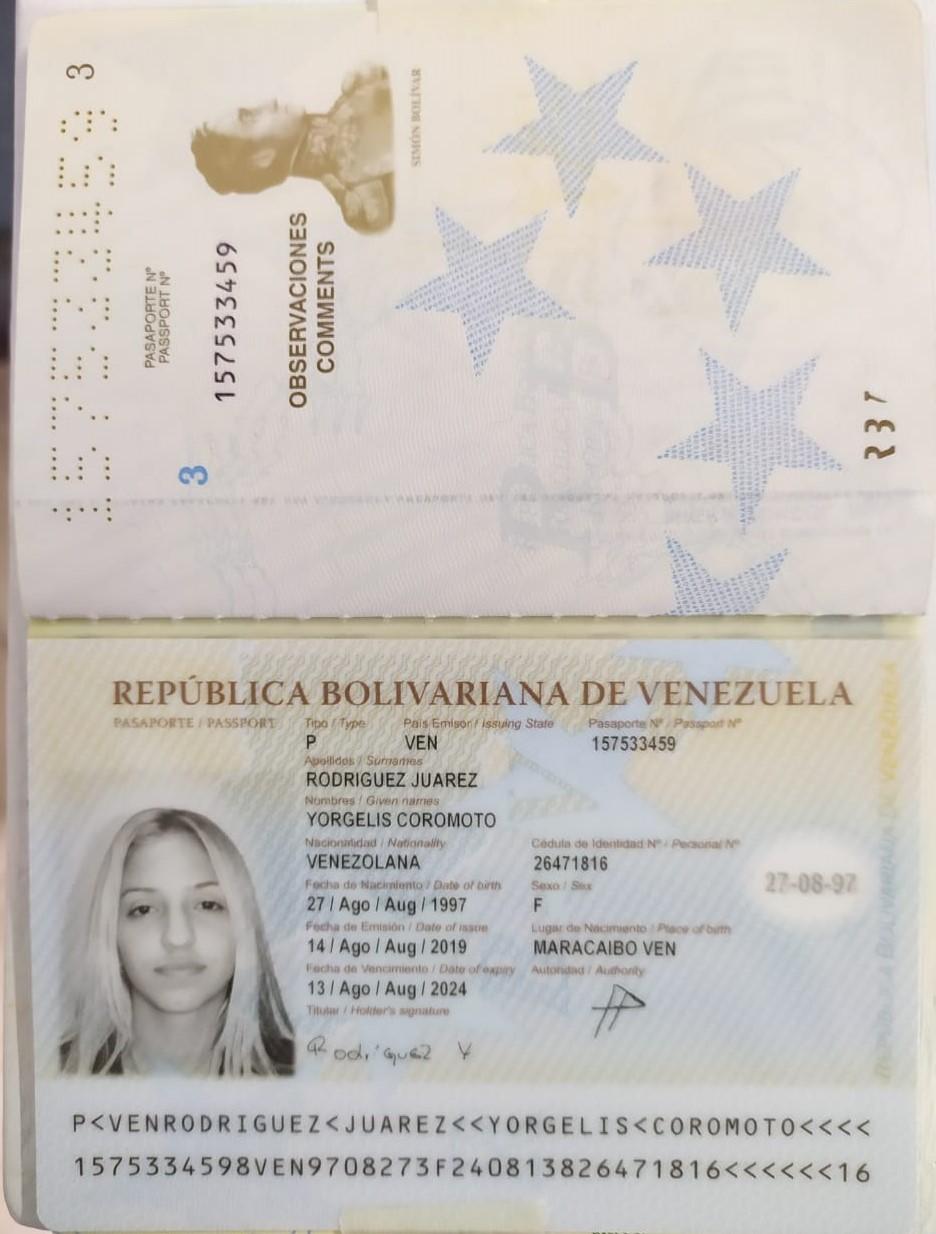 3
SIMÓN BOLÍVAR
PASAPORTE Nº
PASSPORT Nº
157533459
OBSERVACIONES
COMMENTS
3
REPÚBLICA BOLIVARIANA DE VENEZUELA
PASAPORTE / PASSPORT Tipo / Type País Emisor / Issuing State Pasaporte Nº / Passport Nº
P VEN 157533459
Apellidos / Surnames
RODRIGUEZ JUAREZ
Nombres / Given names
YORGELIS COROMOTO
Nacionalidad / Nationality Cédula de Identidad Nº / Personal Nº
VENEZOLANA 26471816
Fecha de Nacimiento / Date of birth Sexo / Sex
27 / Ago / Aug / 1997 F
27-08-97
Fecha de Emisión / Date of issue Lugar de Nacimiento / Place of birth
14 / Ago / Aug / 2019 MARACAIBO VEN
Fecha de Vencimiento / Date of expiry Autoridad / Authority
13 / Ago / Aug / 2024
Titular / Holder's signature
Rodriguez Y
P<VENRODRIGUEZ<JUAREZ<<YORGELIS<COROMOTO<<<<
1575334598VEN9708273F240813826471816<<<<<<16